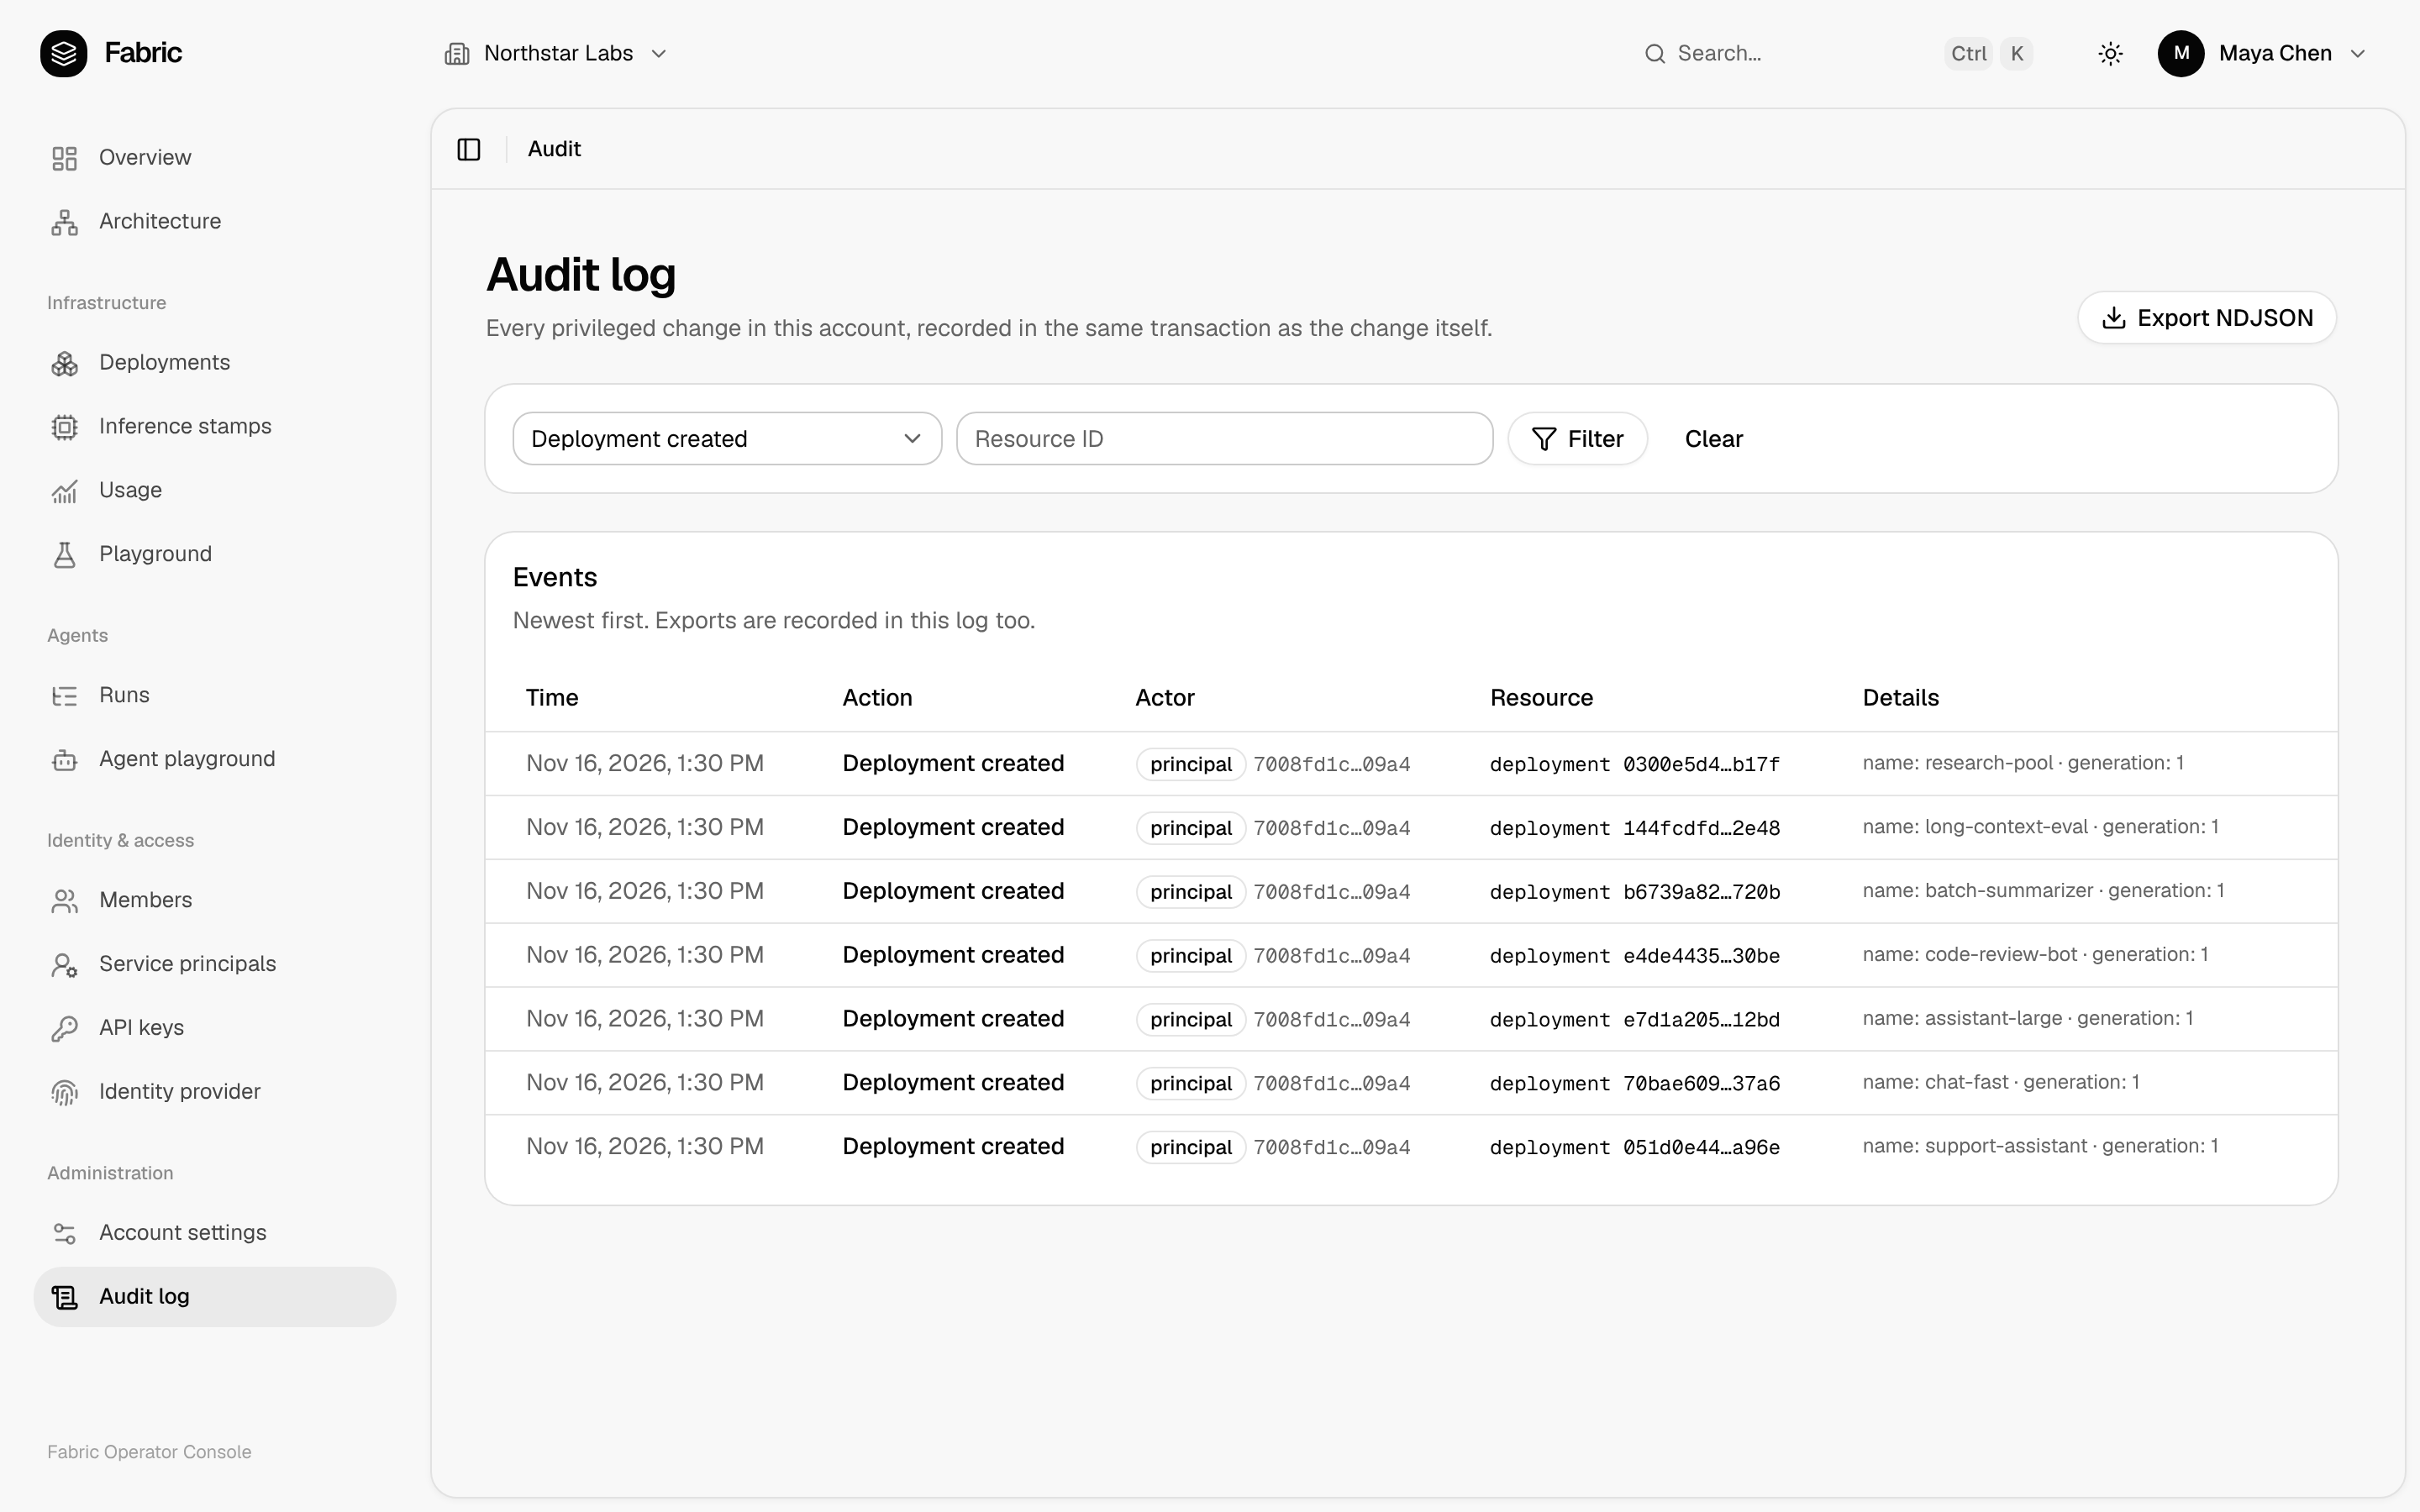 Fabric
Northstar Labs
Search...
Ctrl K
M
Maya Chen
Overview
Architecture
Infrastructure
Deployments
Inference stamps
Usage
Playground
Agents
Runs
Agent playground
Identity & access
Members
Service principals
API keys
Identity provider
Administration
Account settings
Audit log
Fabric Operator Console
Audit
Audit log
Every privileged change in this account, recorded in the same transaction as the change itself.
Export NDJSON
Deployment created
Resource ID
Filter
Clear
Events
Newest first. Exports are recorded in this log too.
Time Action Actor Resource Details
Nov 16, 2026, 1:30 PM Deployment created principal 7008fd1c…09a4 deployment 0300e5d4…b17f name: research-pool · generation: 1
Nov 16, 2026, 1:30 PM Deployment created principal 7008fd1c…09a4 deployment 144fcdfd…2e48 name: long-context-eval · generation: 1
Nov 16, 2026, 1:30 PM Deployment created principal 7008fd1c…09a4 deployment b6739a82…720b name: batch-summarizer · generation: 1
Nov 16, 2026, 1:30 PM Deployment created principal 7008fd1c…09a4 deployment e4de4435…30be name: code-review-bot · generation: 1
Nov 16, 2026, 1:30 PM Deployment created principal 7008fd1c…09a4 deployment e7d1a205…12bd name: assistant-large · generation: 1
Nov 16, 2026, 1:30 PM Deployment created principal 7008fd1c…09a4 deployment 70bae609…37a6 name: chat-fast · generation: 1
Nov 16, 2026, 1:30 PM Deployment created principal 7008fd1c…09a4 deployment 051d0e44…a96e name: support-assistant · generation: 1